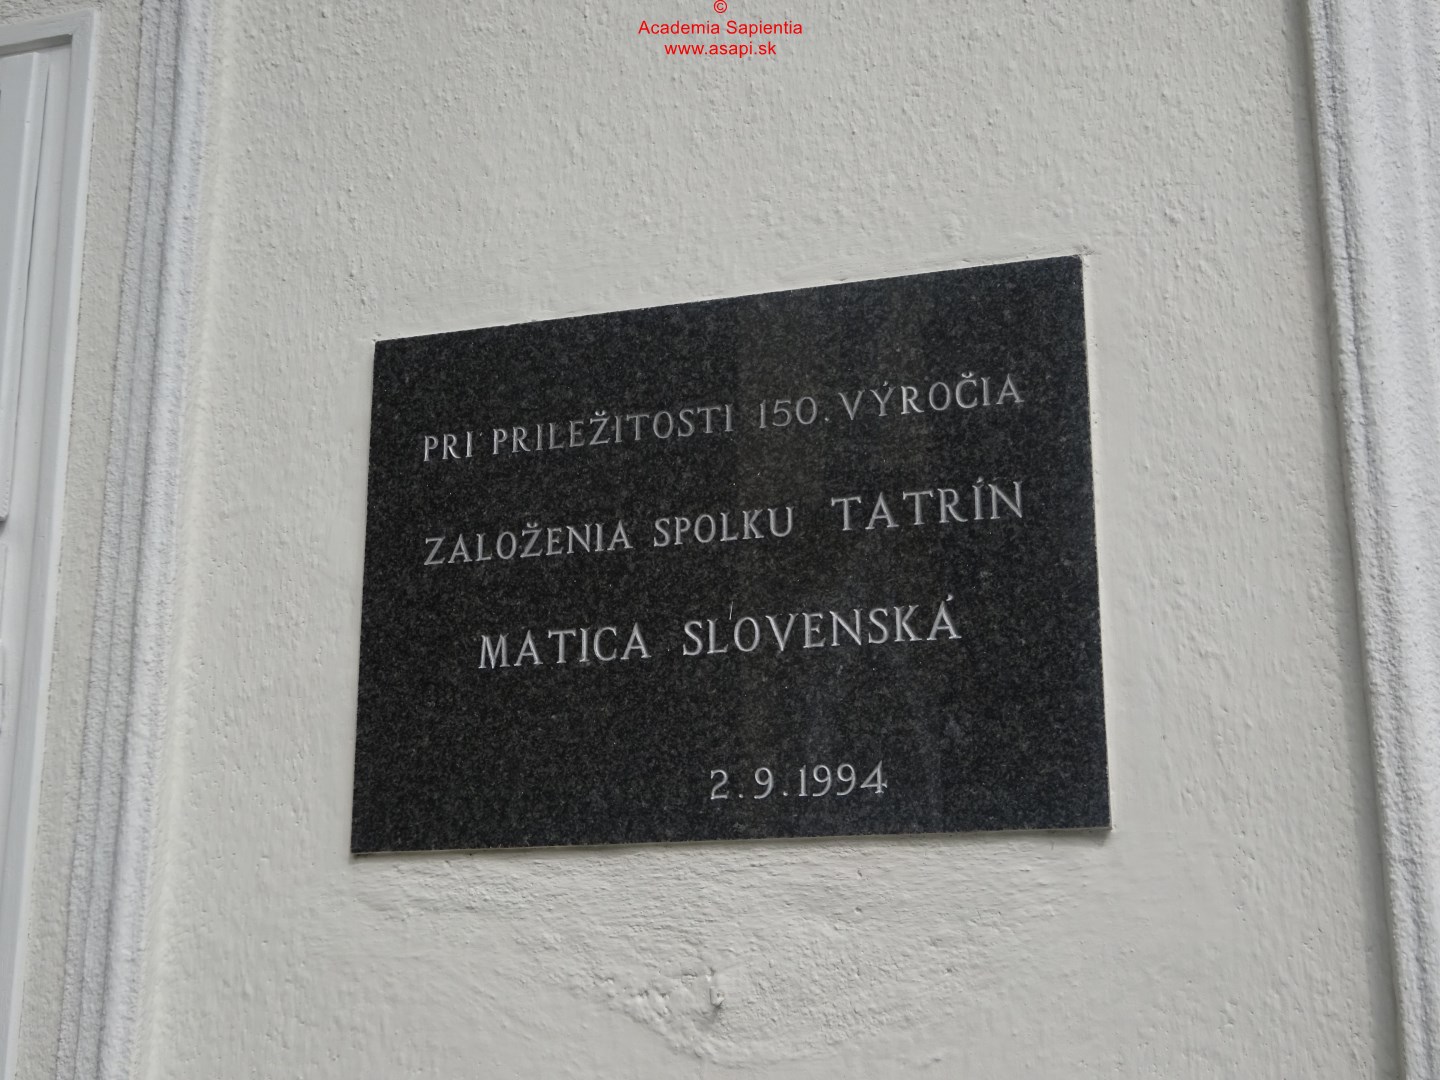 ©
Academia Sapientia
www.asapi.sk
PRI PRILEŽITOSTI 150. VÝROČIA
ZALOŽENIA SPOLKU TATRÍN
MATICA SLOVENSKÁ
2.9.1994